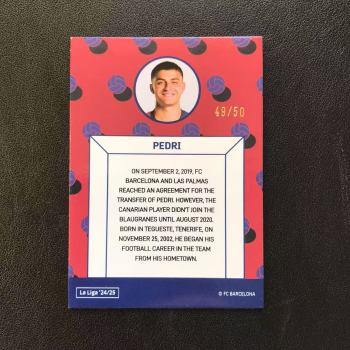 49/50
PEDRI
ON SEPTEMBER 2, 2019, FC
BARCELONA AND LAS PALMAS
REACHED AN AGREEMENT FOR THE
TRANSFER OF PEDRI. HOWEVER, THE
CANARIAN PLAYER DIDN'T JOIN THE
BLAUGRANES UNTIL AUGUST 2020.
BORN IN TEGUESTE, TENERIFE, ON
NOVEMBER 25, 2002, HE BEGAN HIS
FOOTBALL CAREER IN THE TEAM
FROM HIS HOMETOWN.
La Liga '24/25
© FC BARCELONA